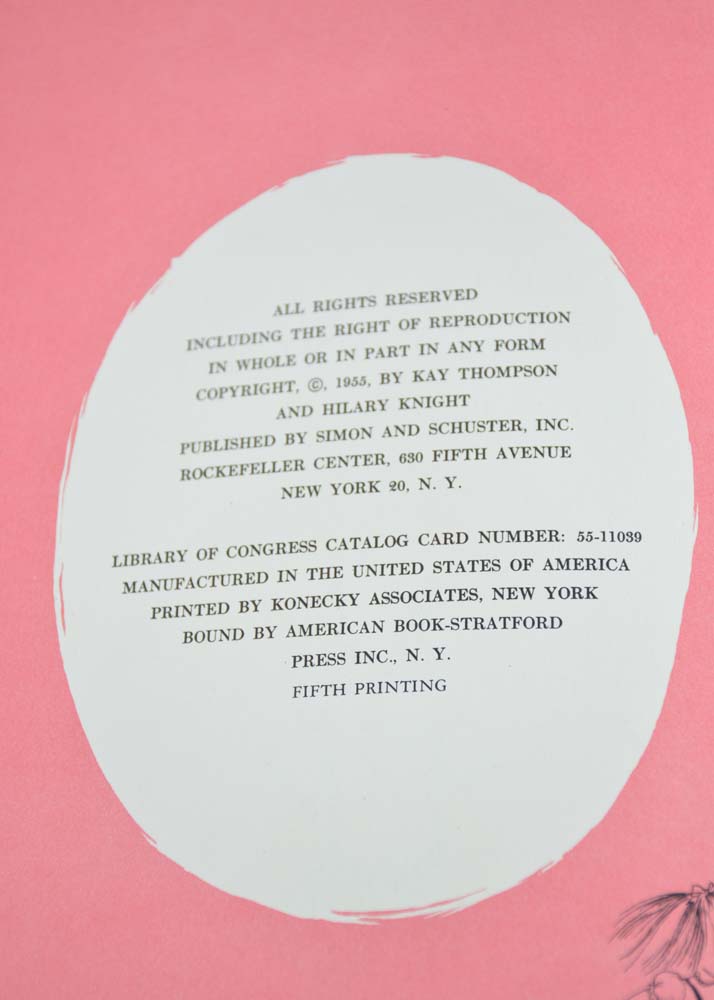 ALL RIGHTS RESERVED
INCLUDING THE RIGHT OF REPRODUCTION
IN WHOLE OR IN PART IN ANY FORM
COPYRIGHT, ©, 1955, BY KAY THOMPSON
AND HILARY KNIGHT
PUBLISHED BY SIMON AND SCHUSTER, INC.
ROCKEFELLER CENTER, 630 FIFTH AVENUE
NEW YORK 20, N. Y.
LIBRARY OF CONGRESS CATALOG CARD NUMBER: 55-11039
MANUFACTURED IN THE UNITED STATES OF AMERICA
PRINTED BY KONECKY ASSOCIATES, NEW YORK
BOUND BY AMERICAN BOOK-STRATFORD
PRESS INC., N. Y.
FIFTH PRINTING